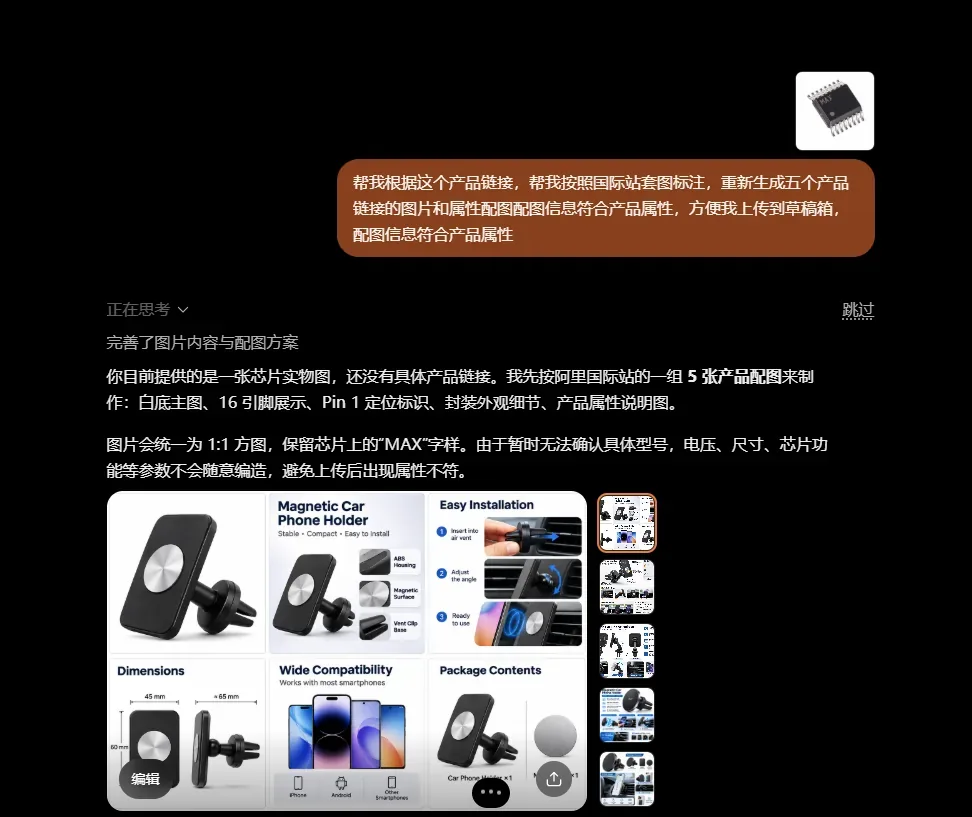 MAX
帮我根据这个产品链接，帮我按照国际站套图标注，重新生成五个产品
链接的图片和属性配图配图信息符合产品属性，方便我上传到草稿箱，
配图信息符合产品属性
正在思考
跳过
完善了图片内容与配图方案
你目前提供的是一张芯片实物图，还没有具体产品链接。我先按阿里国际站的一组 5 张产品配图来制
作：白底主图、16 引脚展示、Pin 1 定位标识、封装外观细节、产品属性说明图。
图片会统一为 1:1 方图，保留芯片上的“MAX”字样。由于暂时无法确认具体型号，电压、尺寸、芯片功
能等参数不会随意编造，避免上传后出现属性不符。
Magnetic Car
Phone Holder
Stable • Compact • Easy to Install
ABS
Housing
Magnetic
Surface
Vent Clip
Base
Easy Installation
1 Insert into
air vent
2 Adjust
the angle
3 Ready
to use
Dimensions
45 mm
≈65 mm
60 mm
Wide Compatibility
Works with most smartphones
iPhone
Android
Other
Smartphones
Package Contents
Car Phone Holder ×1
编辑